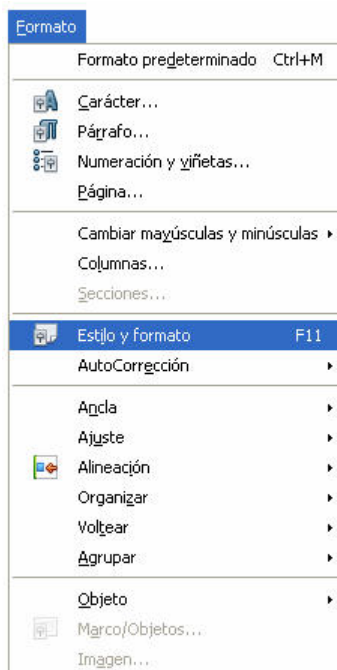 Formato
Formato predeterminado Ctrl+M
Carácter...
Párrafo...
Numeración y viñetas...
Página...
Cambiar mayúsculas y minúsculas
Columnas...
Secciones...
Estilo y formato F11
AutoCorrección
Ancla
Ajuste
Alineación
Organizar
Voltear
Agrupar
Objeto
Marco/Objetos...
Imagen...